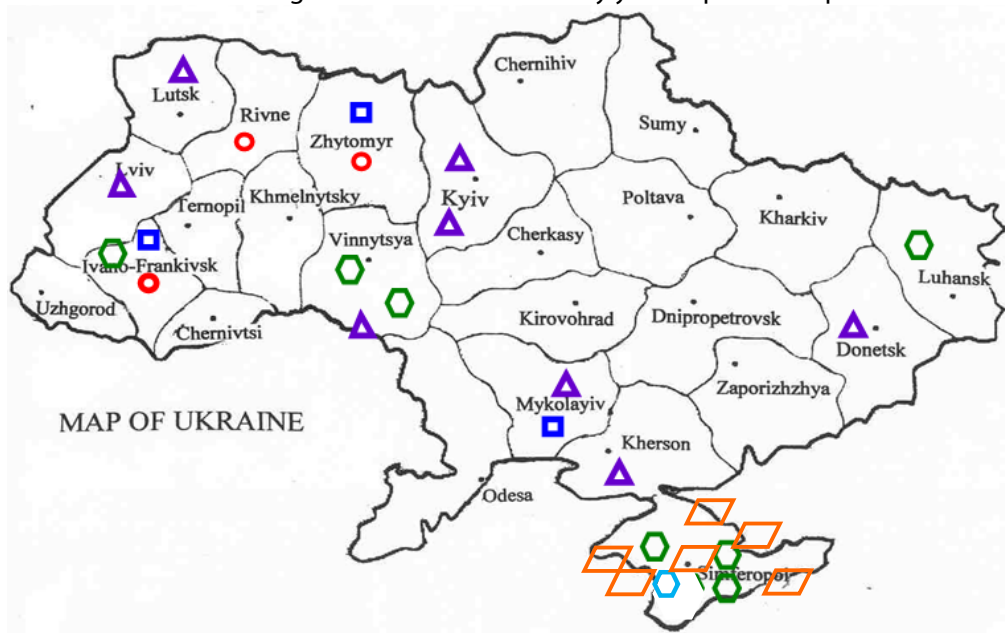 Chernihiv
Lutsk
Rivne
Sumy
Zhytomyr
Lviv
Kyiv
Khmelnytsky
Ternopil
Poltava
Kharkiv
Vinnytsya
Cherkasy
Ivano-Frankivsk
Luhansk
Uzhgorod
Chernivtsi
Kirovohrad
Dnipropetrovsk
Donetsk
Zaporizhzhya
Mykolayiv
MAP OF UKRAINE
Kherson
Odesa
Simferopol